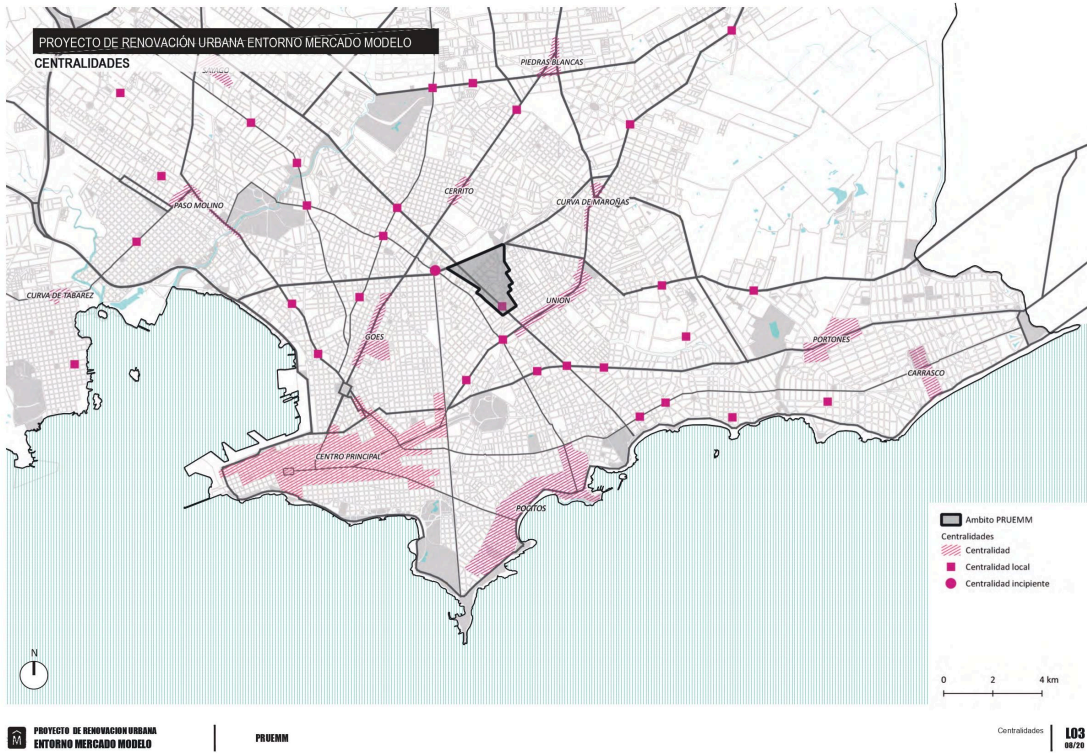 PROYECTO DE RENOVACIÓN URBANA ENTORNO MERCADO MODELO
CENTRALIDADES
SAYAGO
PIEDRAS BLANCAS
CERRITO
PASO MOLINO
CURVA DE MAROÑAS
CURVA DE TABAREZ
UNION
GOES
PORTONES
CARRASCO
CENTRO PRINCIPAL
POCITOS
Ambito PRUEMM
Centralidades
Centralidad
Centralidad local
Centralidad incipiente
N
0 2 4 km
PROYECTO DE RENOVACION URBANA
ENTORNO MERCADO MODELO
PRUEMM
Centralidades
L03
08/20